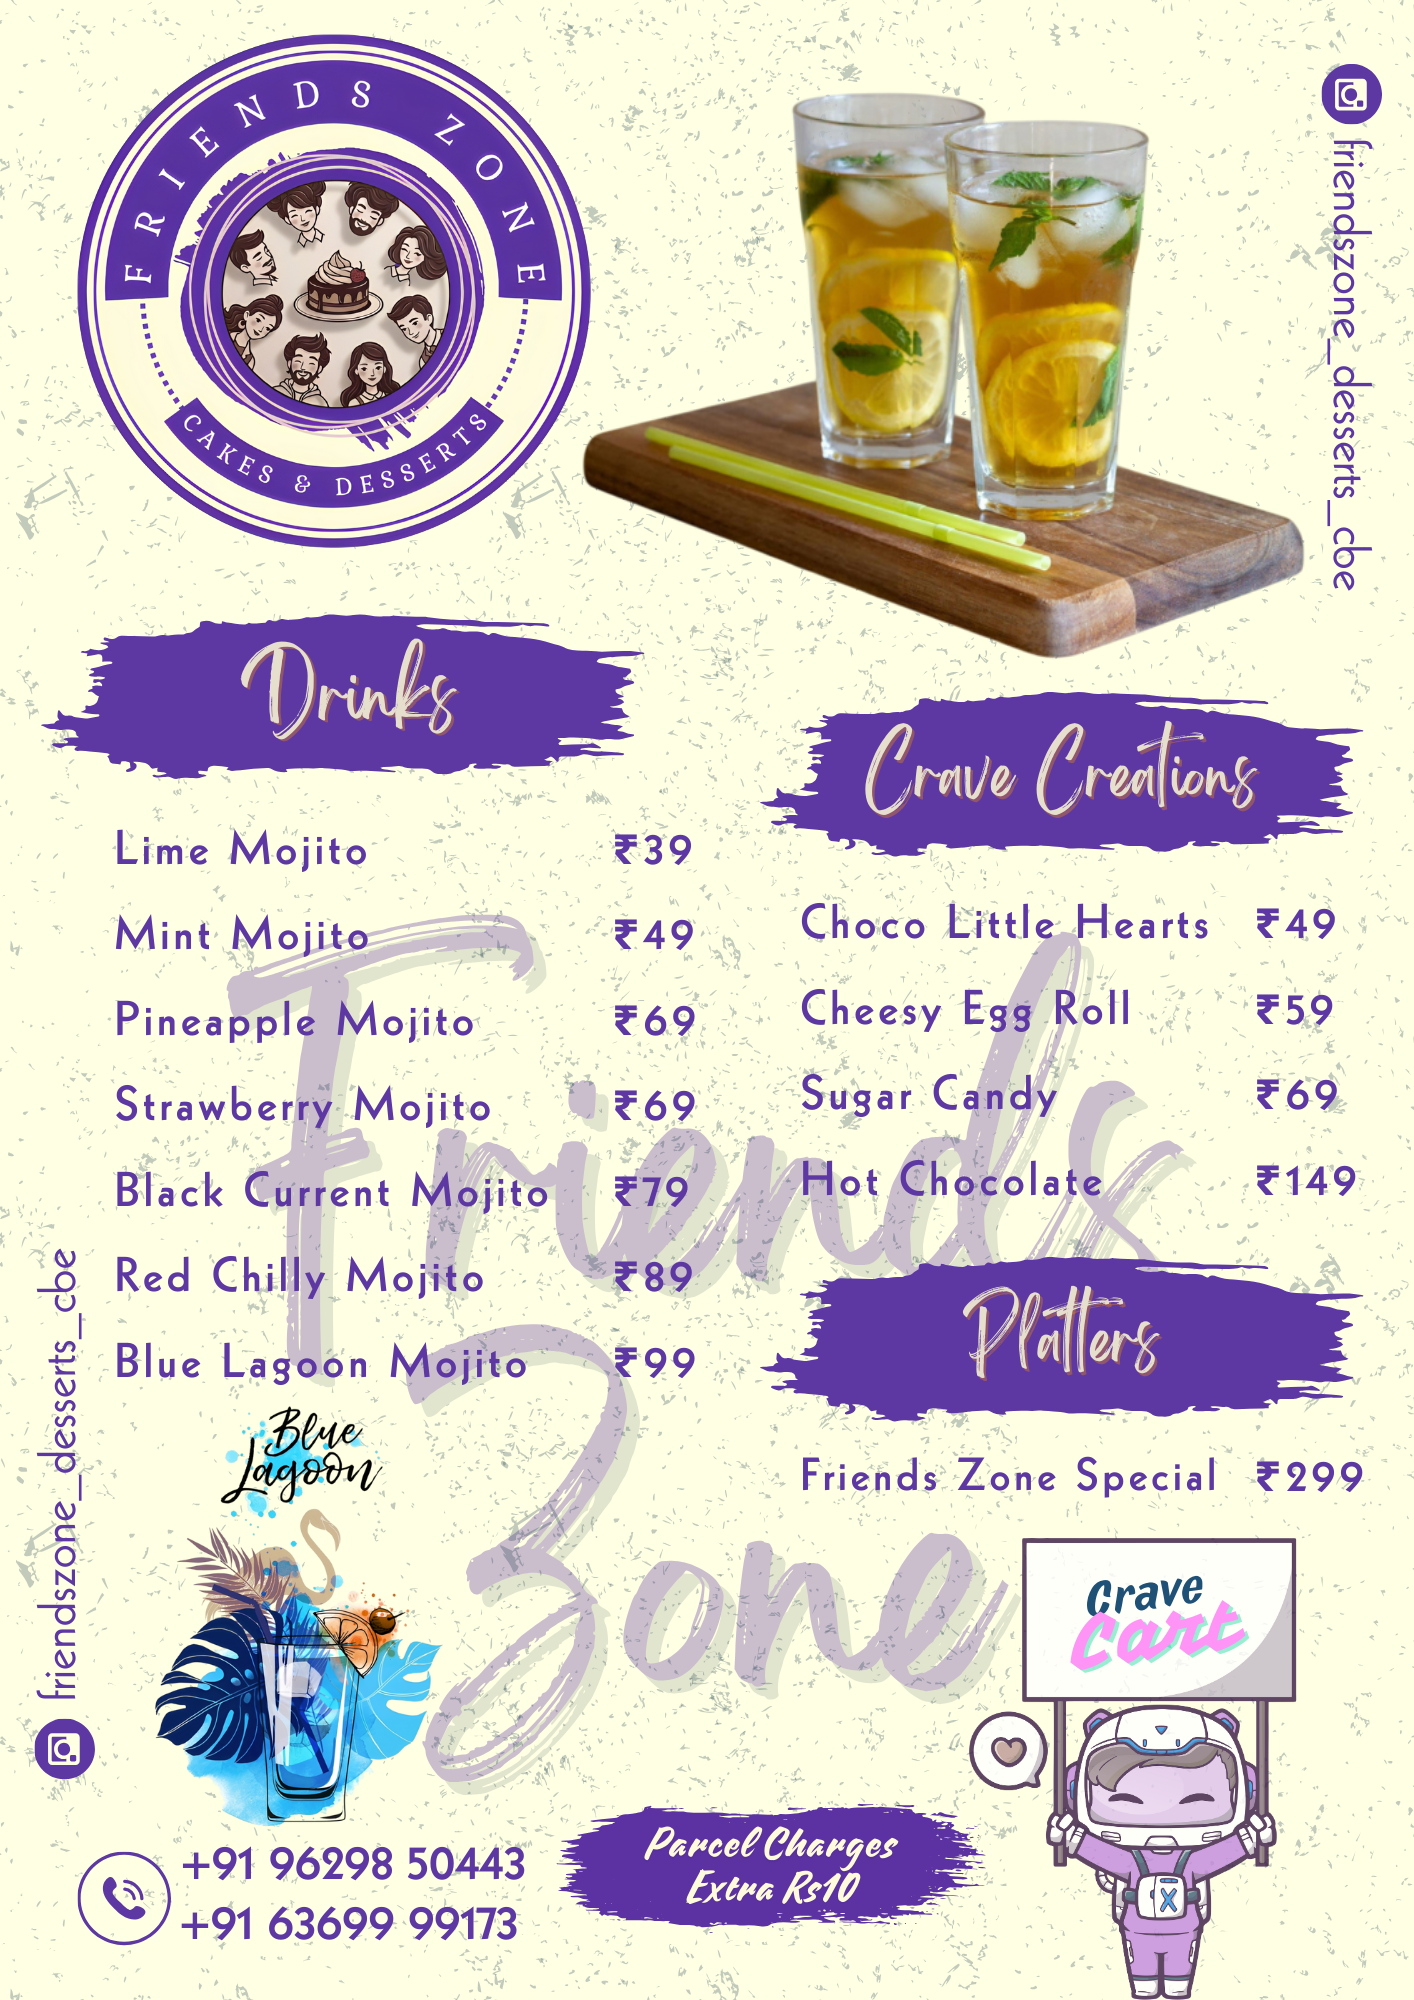 FRIENDS ZONE
CAKES & DESSERTS
friendszone_desserts_cbe
Drinks
Lime Mojito ₹39
Mint Mojito ₹49
Pineapple Mojito ₹69
Strawberry Mojito ₹69
Black Current Mojito ₹79
Red Chilly Mojito ₹89
Blue Lagoon Mojito ₹99
Crave Creations
Choco Little Hearts ₹49
Cheesy Egg Roll ₹59
Sugar Candy ₹69
Hot Chocolate ₹149
Platters
Friends Zone Special ₹299
Friends
Zone
friendszone_desserts_cbe
Blue
Lagoon
Crave
Cart
X
Parcel Charges
Extra Rs10
+91 96298 50443
+91 63699 99173